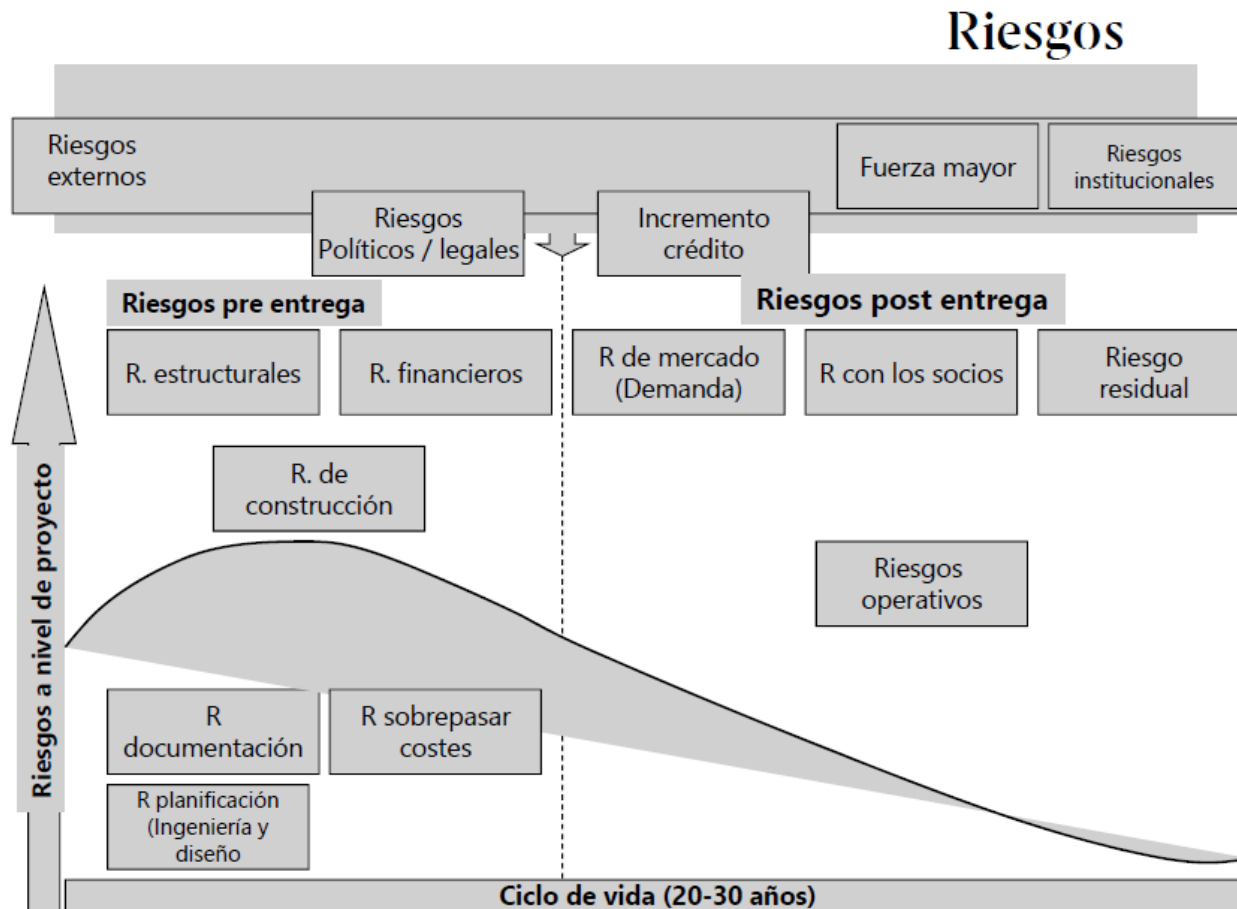 Riesgos
Riesgos
externos
Fuerza mayor
Riesgos
institucionales
Riesgos
Políticos / legales
Incremento
crédito
Riesgos pre entrega
Riesgos post entrega
R. estructurales
R. financieros
R de mercado
(Demanda)
R con los socios
Riesgo
residual
R. de
construcción
Riesgos
operativos
Riesgos a nivel de proyecto
R
documentación
R sobrepasar
costes
R planificación
(Ingeniería y
diseño
Ciclo de vida (20-30 años)